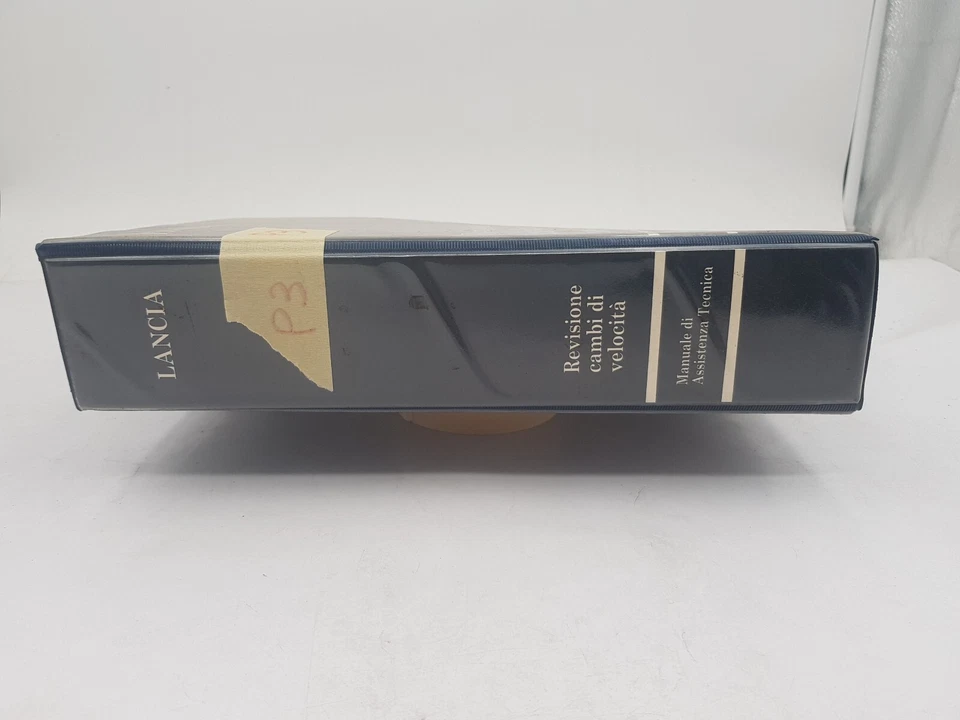 LANCIA
P3
Revisione
cambi di
velocità
Manuale di
Assistenza Tecnica